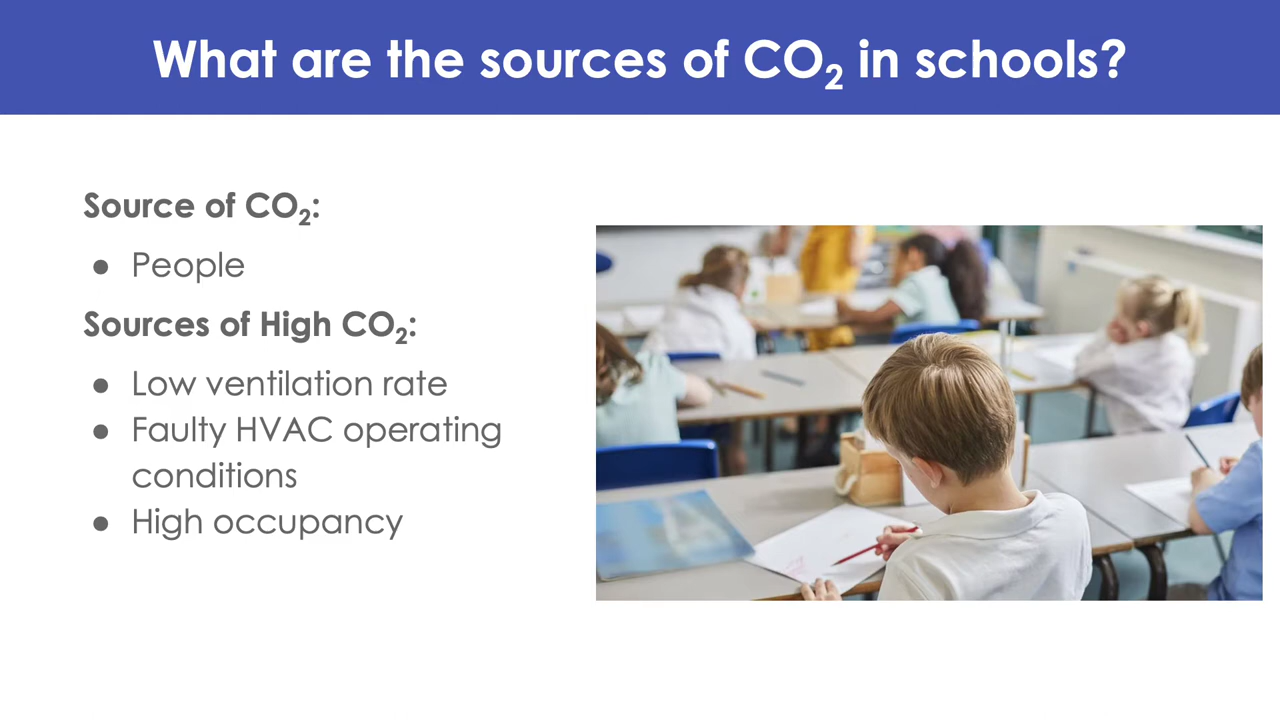 What are the sources of CO₂ in schools?
Source of CO₂:
● People
Sources of High CO₂:
● Low ventilation rate
● Faulty HVAC operating
conditions
● High occupancy